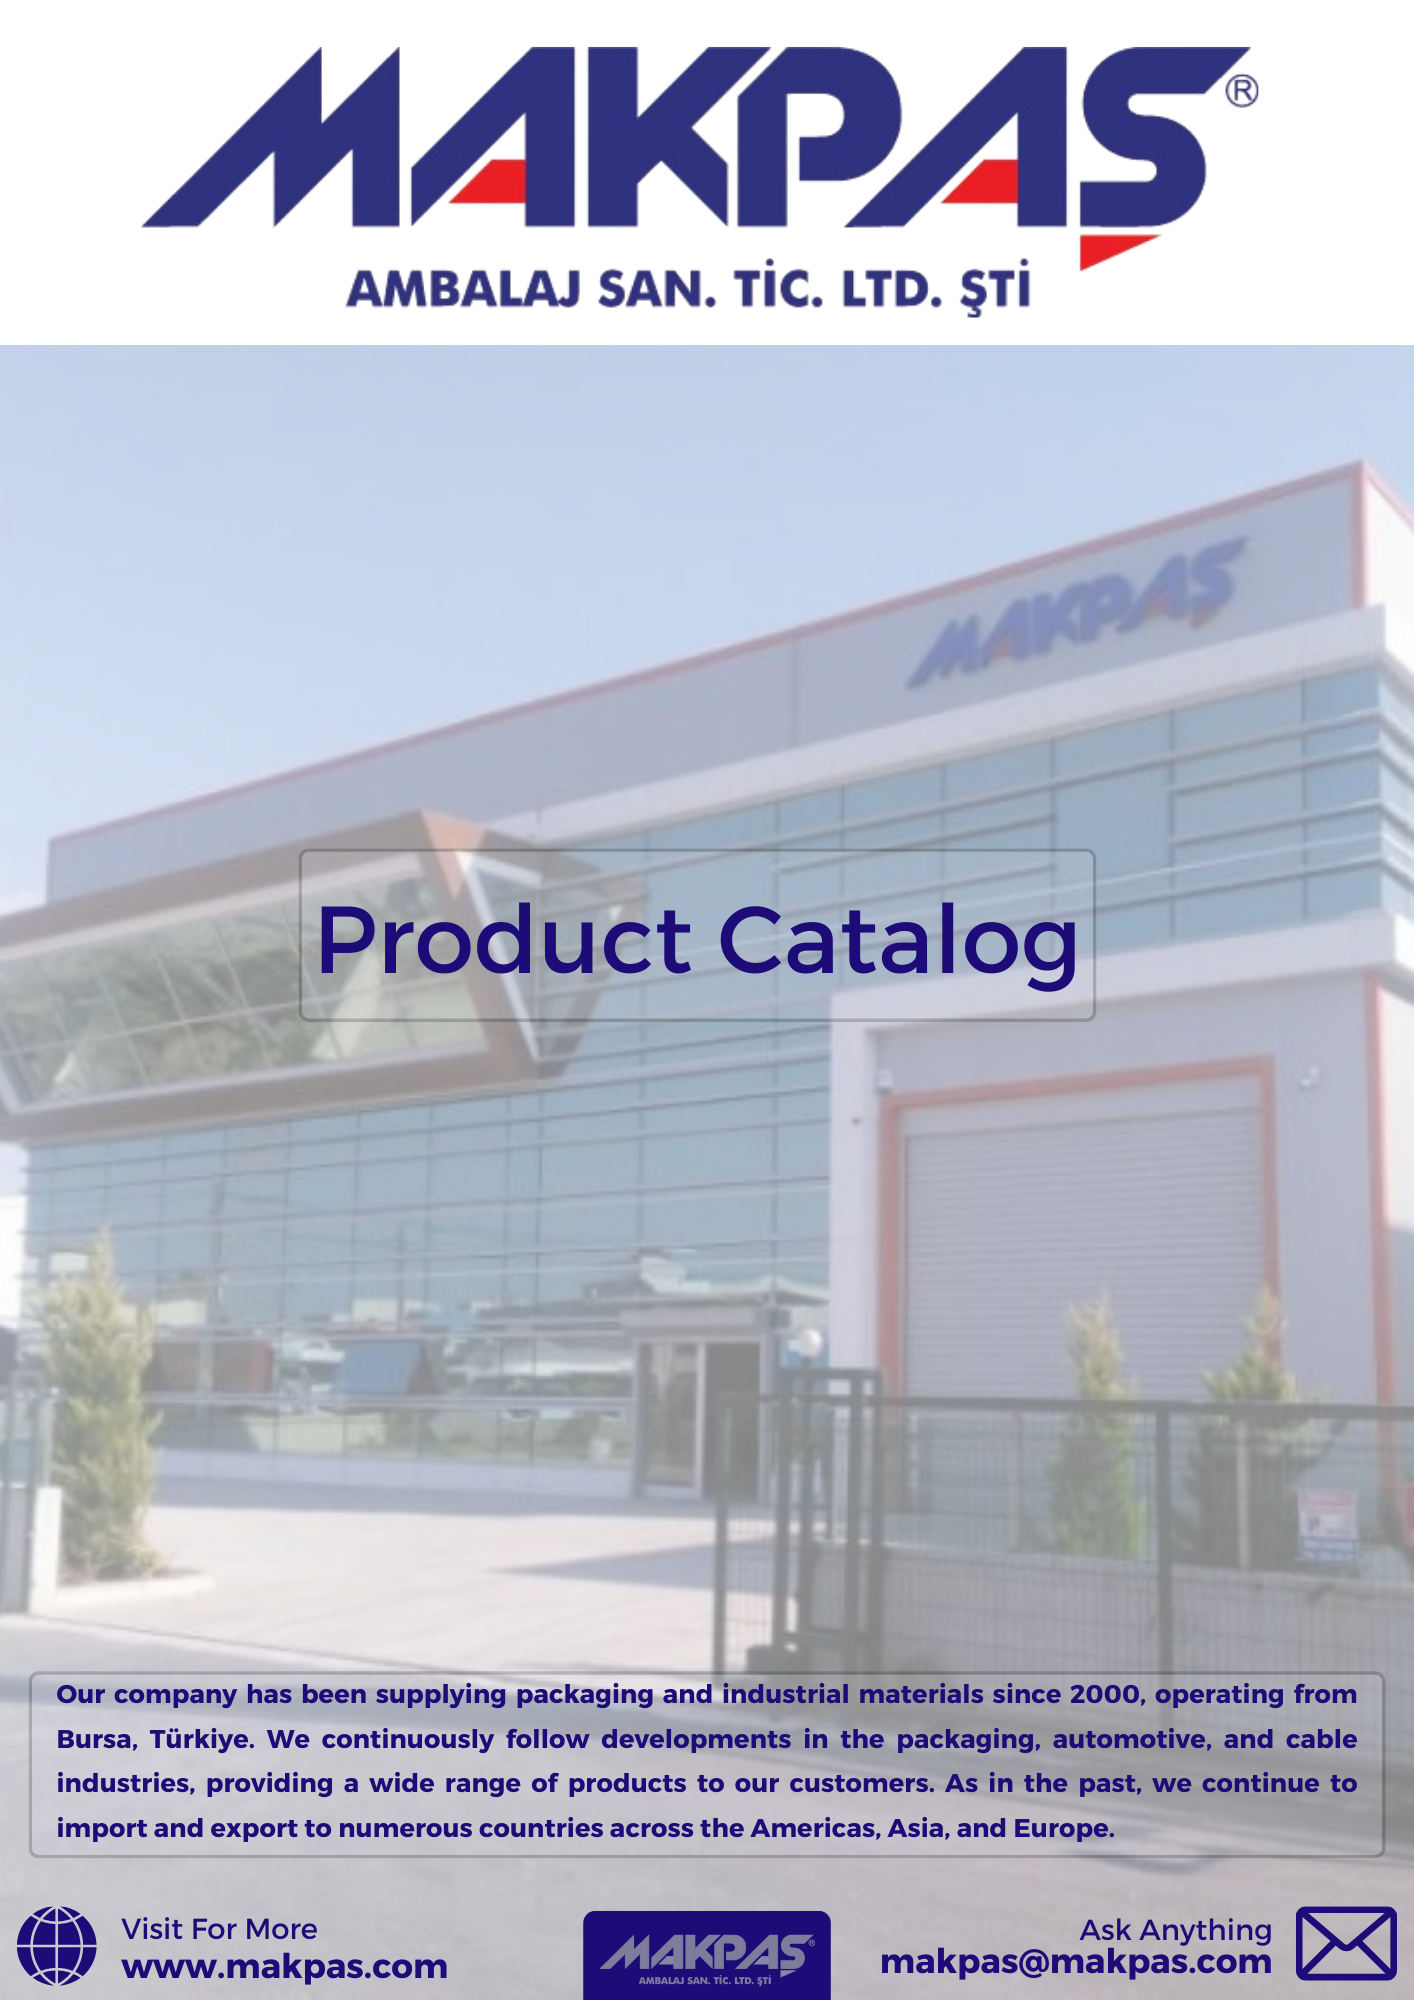 MAKPAŞ®
AMBALAJ SAN. TİC. LTD. ŞTİ
MAKPAŞ
Product Catalog
Our company has been supplying packaging and industrial materials since 2000, operating from
Bursa, Türkiye. We continuously follow developments in the packaging, automotive, and cable
industries, providing a wide range of products to our customers. As in the past, we continue to
import and export to numerous countries across the Americas, Asia, and Europe.
Visit For More
www.makpas.com
MAKPAŞ®
AMBALAJ SAN. TİC. LTD. ŞTİ
Ask Anything
makpas@makpas.com